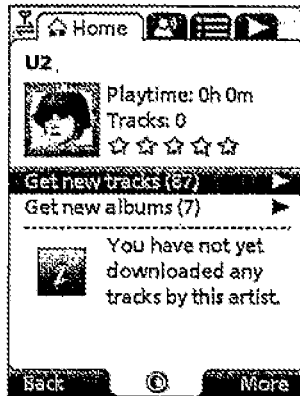 Home
U2
Playtime: 0h 0m
Tracks: 0
Get new tracks (67)
Get new albums (7)
You have not yet
downloaded any
tracks by this artist.
Back
More